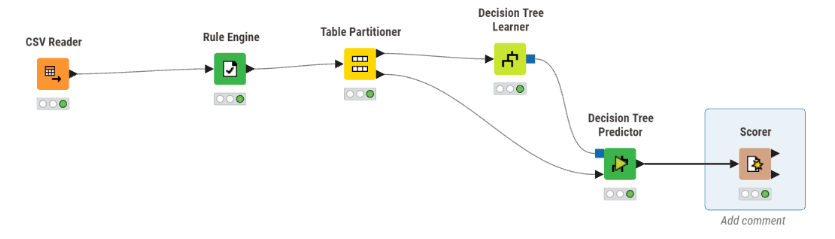 CSV Reader
Rule Engine
Table Partitioner
Decision Tree
Learner
Decision Tree
Predictor
Scorer
Add comment